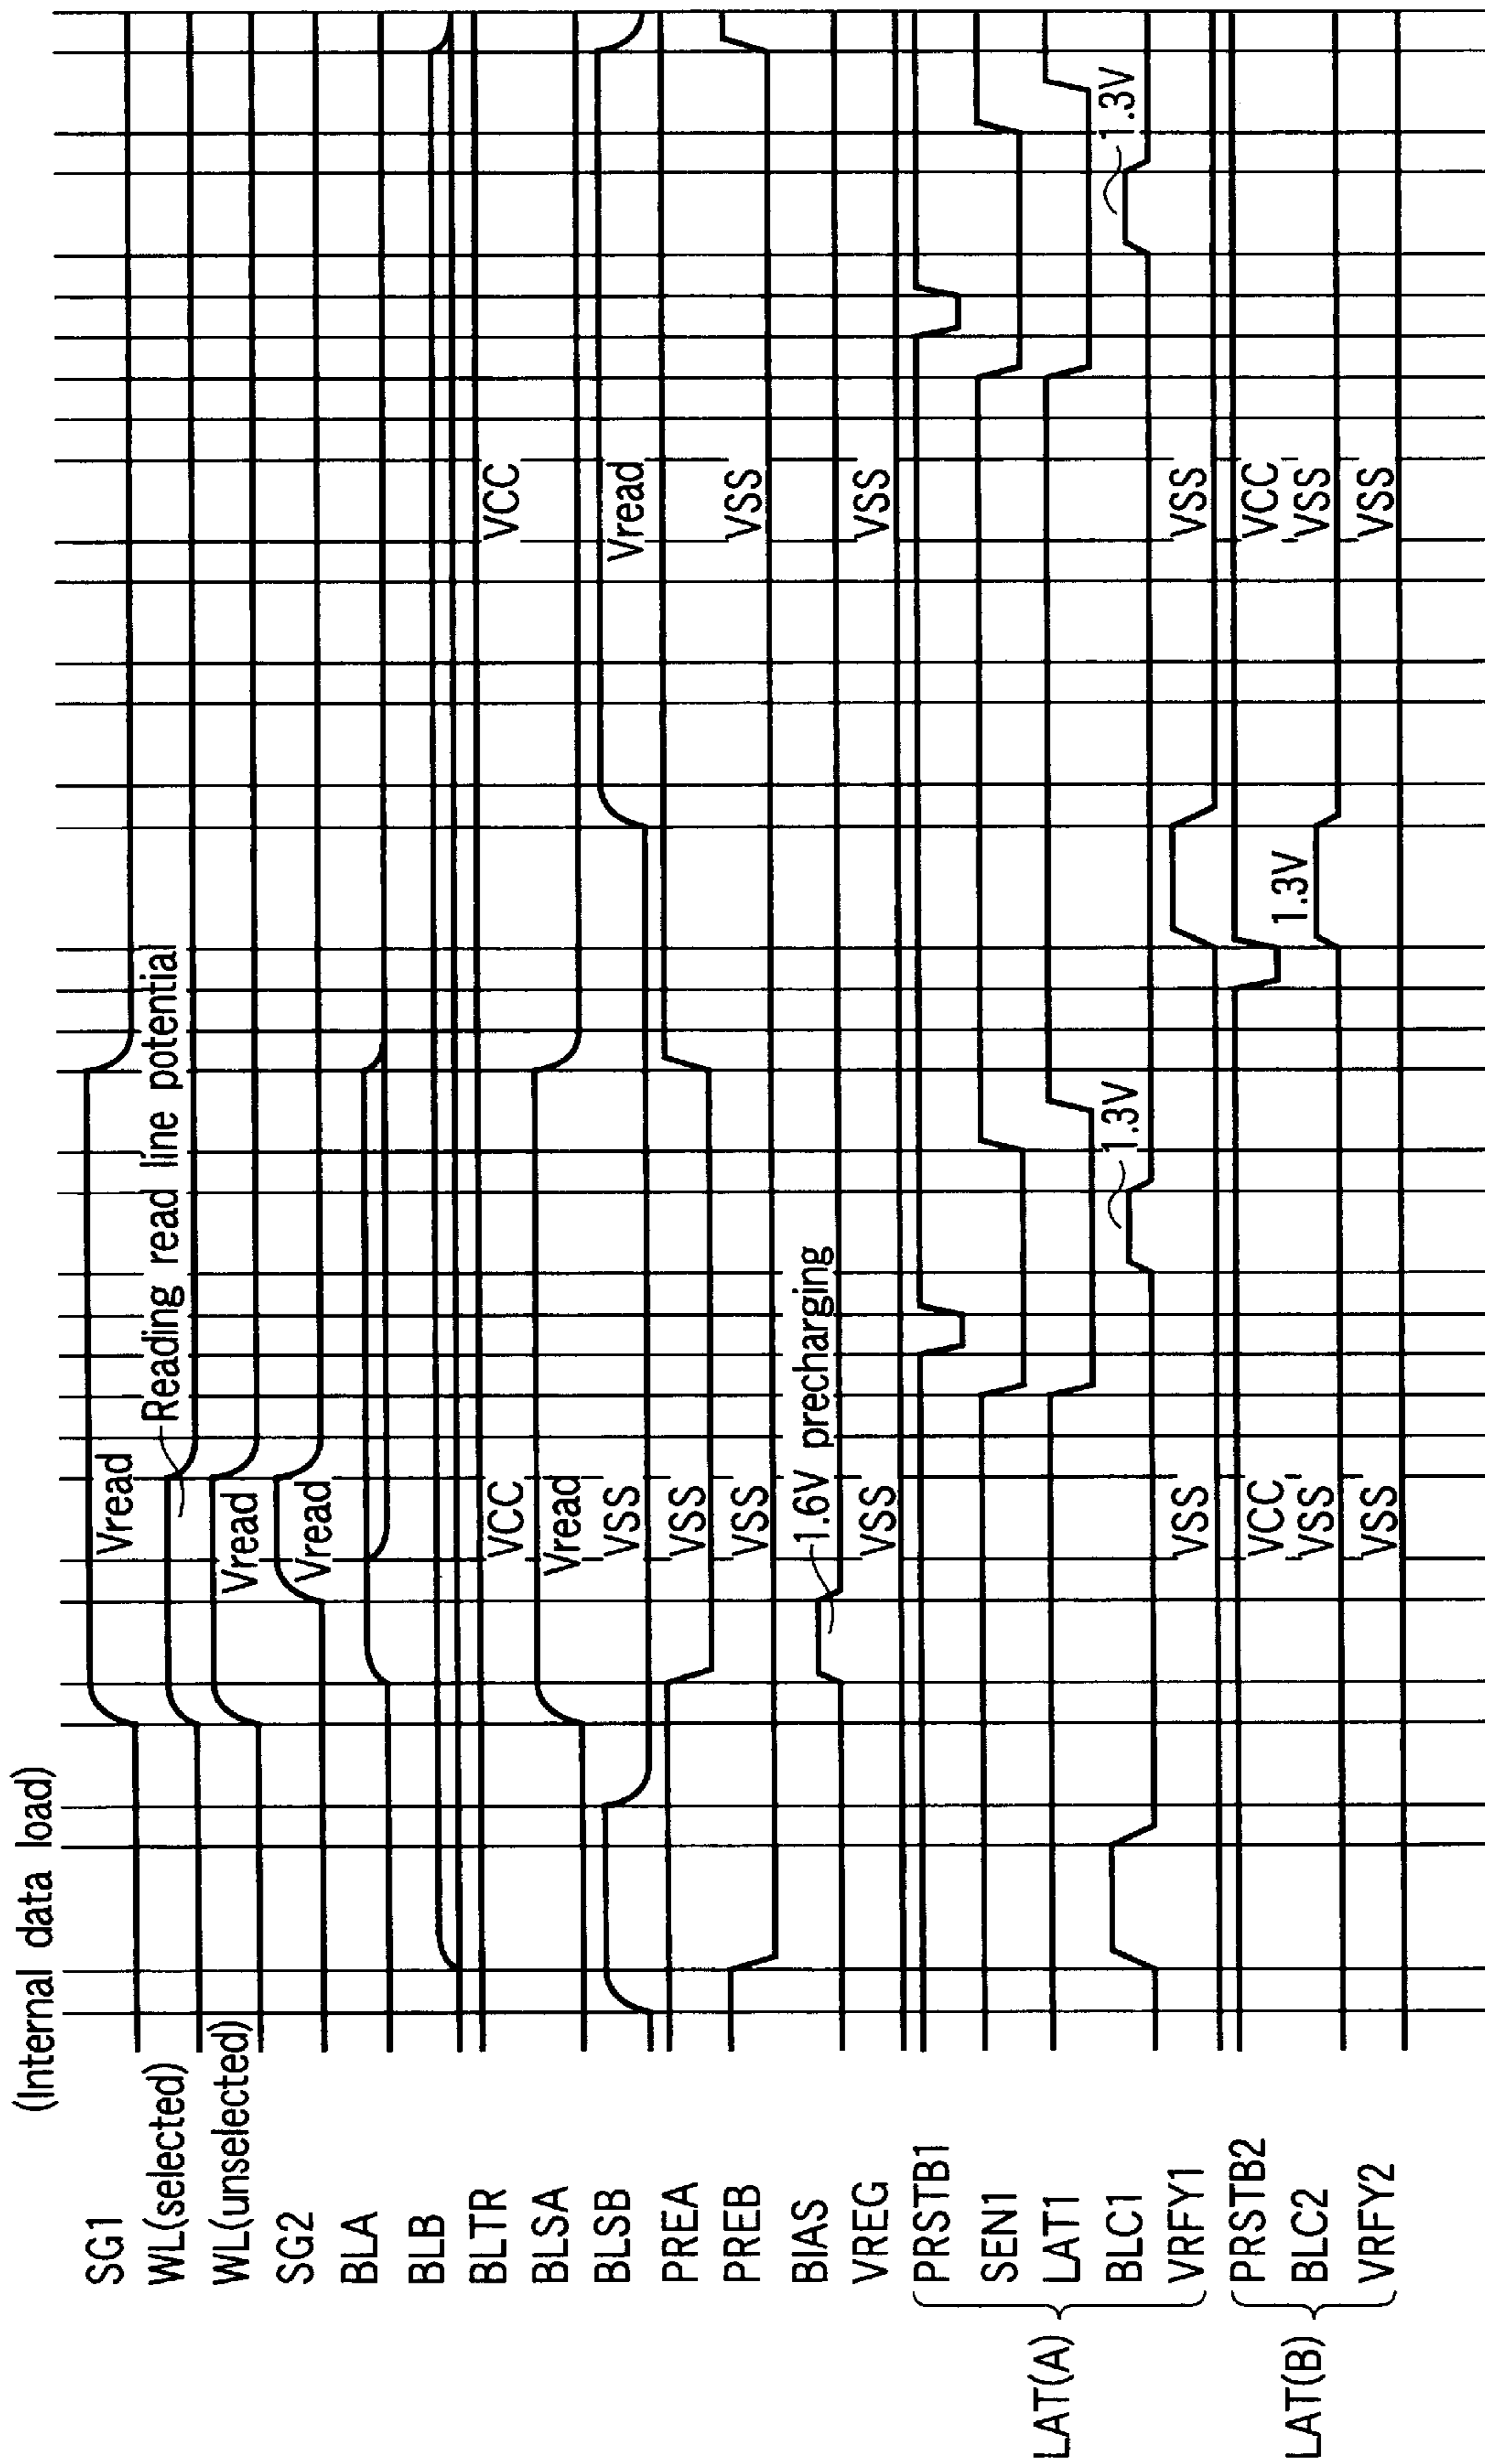 (Internal data load)
SG1
Vread
WL(selected)
Reading read line potential
WL(unselected)
Vread
SG2
Vread
BLA
BLB
BLTR
VCC
VCC
BLSA
Vread
BLSB
VSS
Vread
PREA
VSS
PREB
VSS
VSS
BIAS
1.6V precharging
VREG
VSS
VSS
LAT(A)
PRSTB1
SEN1
LAT1
BLC1
1.3V
1.3V
VRFY1
VSS
VSS
LAT(B)
PRSTB2
VCC
VCC
BLC2
VSS
1.3V
VSS
VRFY2
VSS
VSS